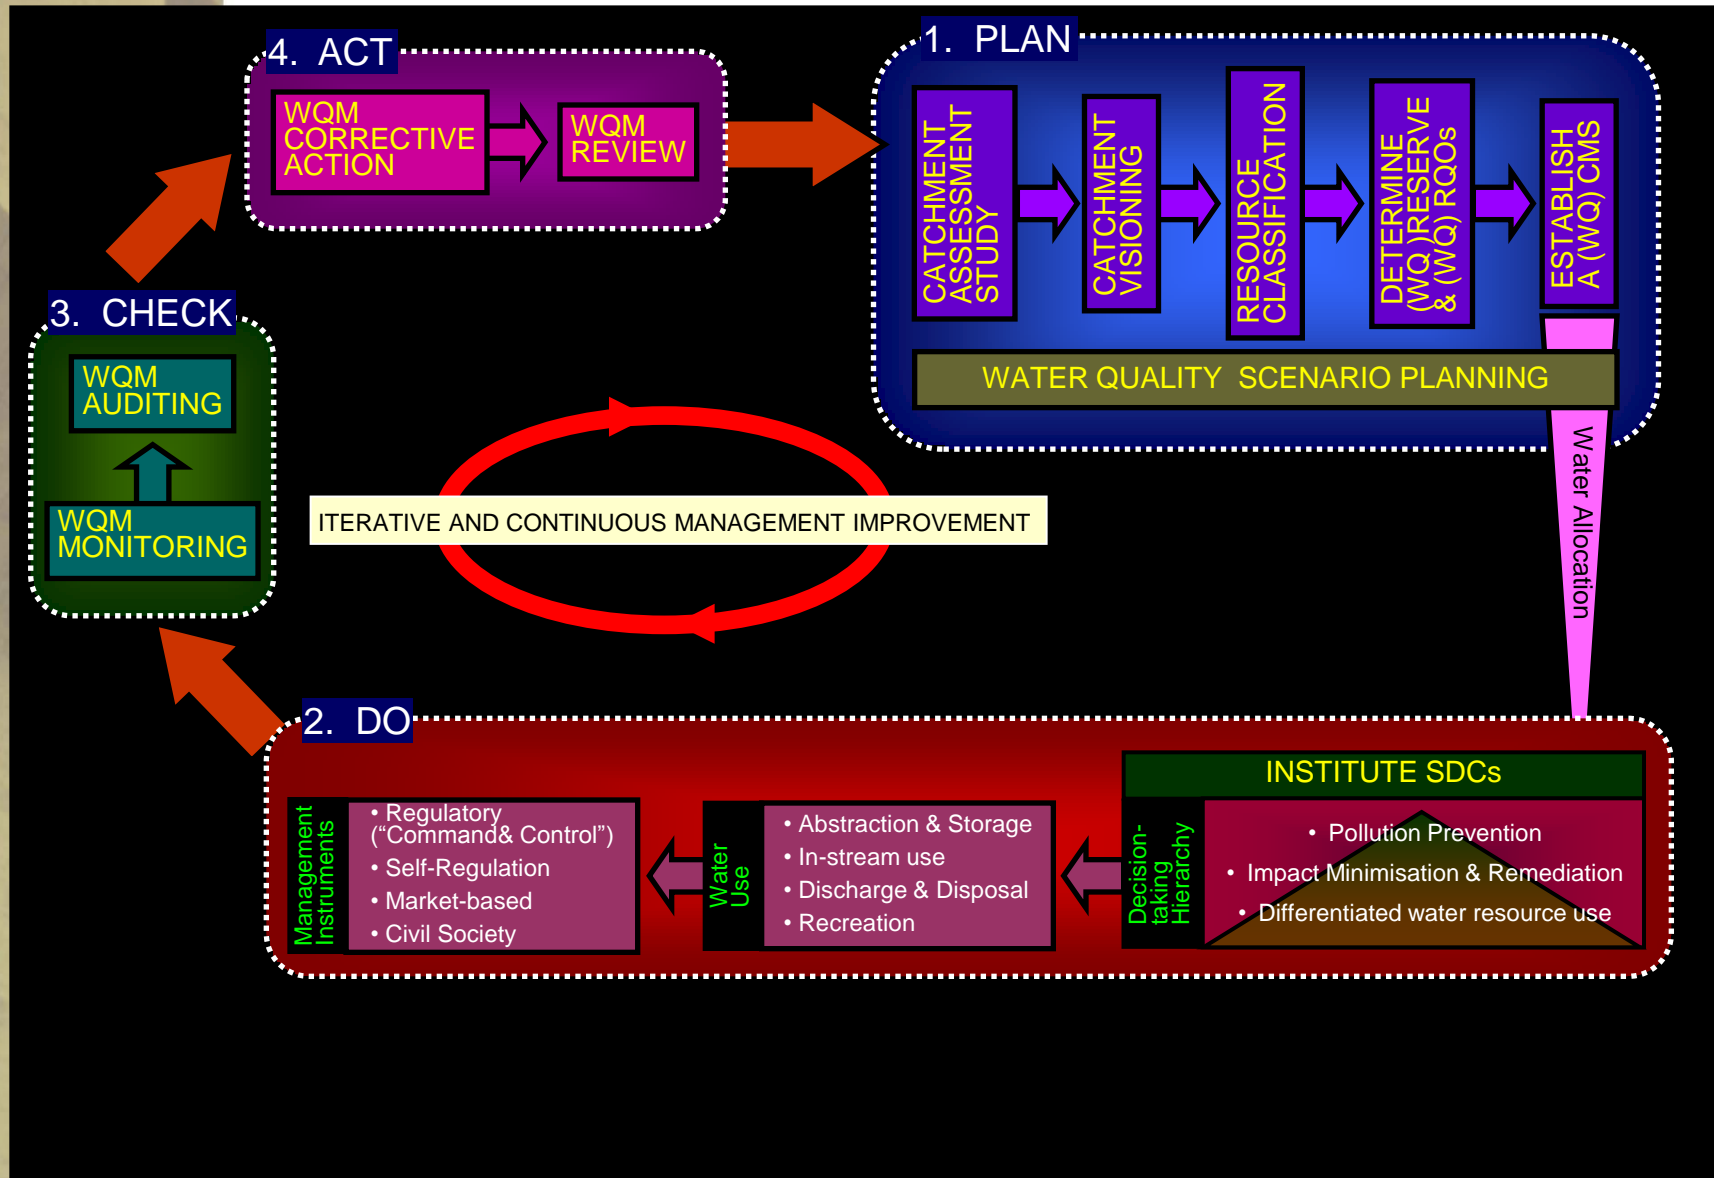 4. ACT
WQM
CORRECTIVE
ACTION
WQM
REVIEW
1. PLAN
CATCHMENT
ASSESSMENT
STUDY
CATCHMENT
VISIONING
RESOURCE
CLASSIFICATION
DETERMINE
(WQ )RESERVE
& (WQ) RQOs
ESTABLISH
A (WQ) CMS
WATER QUALITY SCENARIO PLANNING
Water Allocation
3. CHECK
WQM
AUDITING
WQM
MONITORING
ITERATIVE AND CONTINUOUS MANAGEMENT IMPROVEMENT
2. DO
Management
Instruments
• Regulatory
(“Command& Control”)
• Self-Regulation
• Market-based
• Civil Society
Water
Use
• Abstraction & Storage
• In-stream use
• Discharge & Disposal
• Recreation
INSTITUTE SDCs
Decision-
taking
Hierarchy
• Pollution Prevention
• Impact Minimisation & Remediation
• Differentiated water resource use